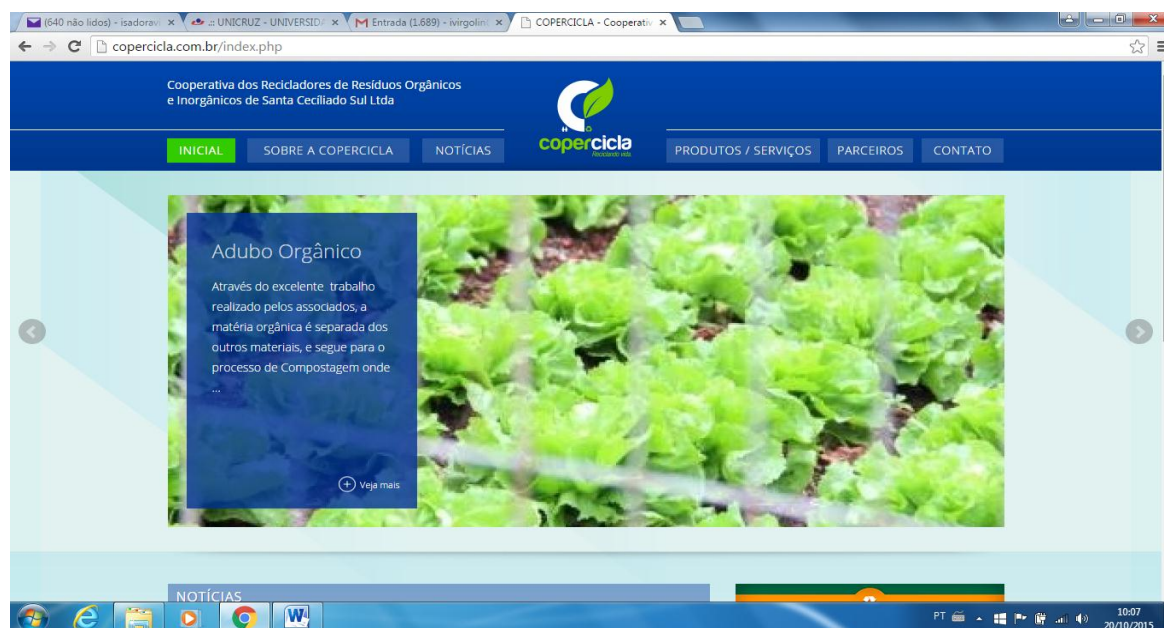 (640 não lidos) - isadorav
.:: UNICRUZ - UNIVERSIDA
Entrada (1.689) - ivirgolin
COPERCICLA - Cooperativ
copercicla.com.br/index.php
Cooperativa dos Recicladores de Resíduos Orgânicos
e Inorgânicos de Santa Cecíliado Sul Ltda
INICIAL
SOBRE A COPERCICLA
NOTÍCIAS
copercicla
Reciclando vida
PRODUTOS / SERVIÇOS
PARCEIROS
CONTATO
Adubo Orgânico
Através do excelente trabalho
realizado pelos associados, a
matéria orgânica é separada dos
outros materiais, e segue para o
processo de Compostagem onde
...
Veja mais
NOTÍCIAS
PT
10:07
20/10/2015